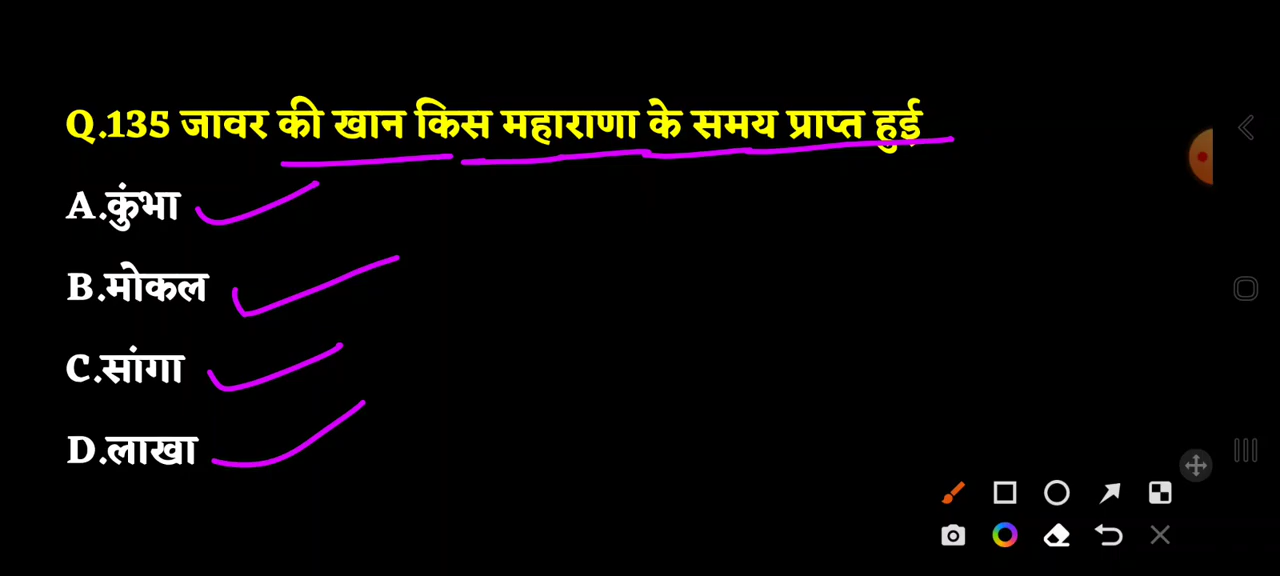 Q.135 जावर की खान किस महाराणा के समय प्राप्त हुई
A.कुंभा
B.मोकल
C.सांगा
D.लाखा